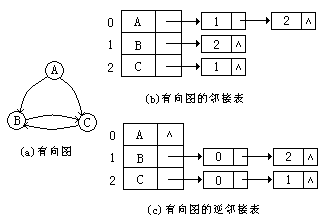 0 A 1 2 ∧
1 B 2 ∧
2 C 1 ∧
(b)有向图的邻接表
A
B C
(a)有向图
0 A ∧
1 B 0 2 ∧
2 C 0 1 ∧
(c)有向图的逆邻接表